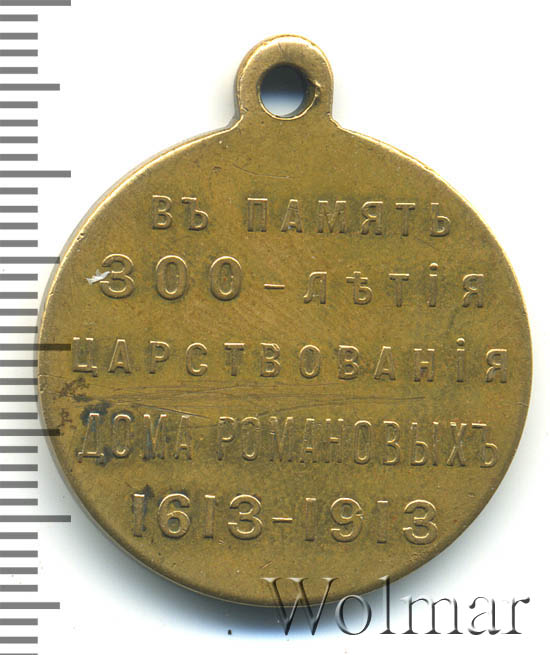 ВЪ ПАМЯТЬ
300-ЛѢТІЯ
ЦАРСТВОВАНІЯ
ДОМА РОМАНОВЫХЪ
1613-1913
Wolmar